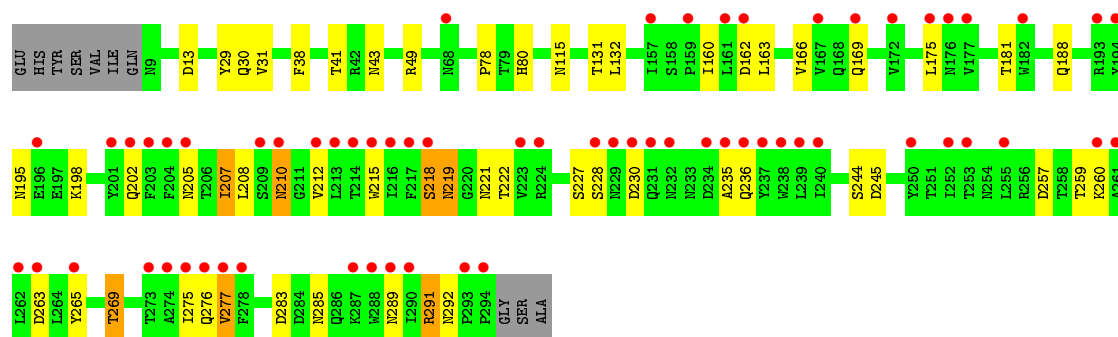 GLU HIS TYR SER VAL ILE GLN N9 D13 Y29 Q30 V31 F38 T41 R42 N43 R49 N68 P78 T79 H80 N115 T131 L132 I157 S158 P159 I160 L161 D162 L163 V166 V167 Q168 Q169 V172 L175 N176 V177 T181 W182 Q188 R193 Y194
N195 E196 E197 K198 Y201 Q202 F203 F204 N205 T206 I207 L208 S209 N210 G211 V212 L213 T214 W215 I216 F217 S218 N219 G220 N221 T222 V223 R224 S227 S228 N229 D230 Q231 N232 N233 D234 A235 Q236 Y237 W238 L239 I240 S244 D245 Y250 T251 I252 T253 N254 L255 R256 D257 T258 T259 K260 A261
L262 D263 L264 Y265 T269 T273 A274 I275 Q276 V277 F278 D283 D284 N285 Q286 K287 W288 N289 I290 R291 N292 P293 P294 GLY SER ALA